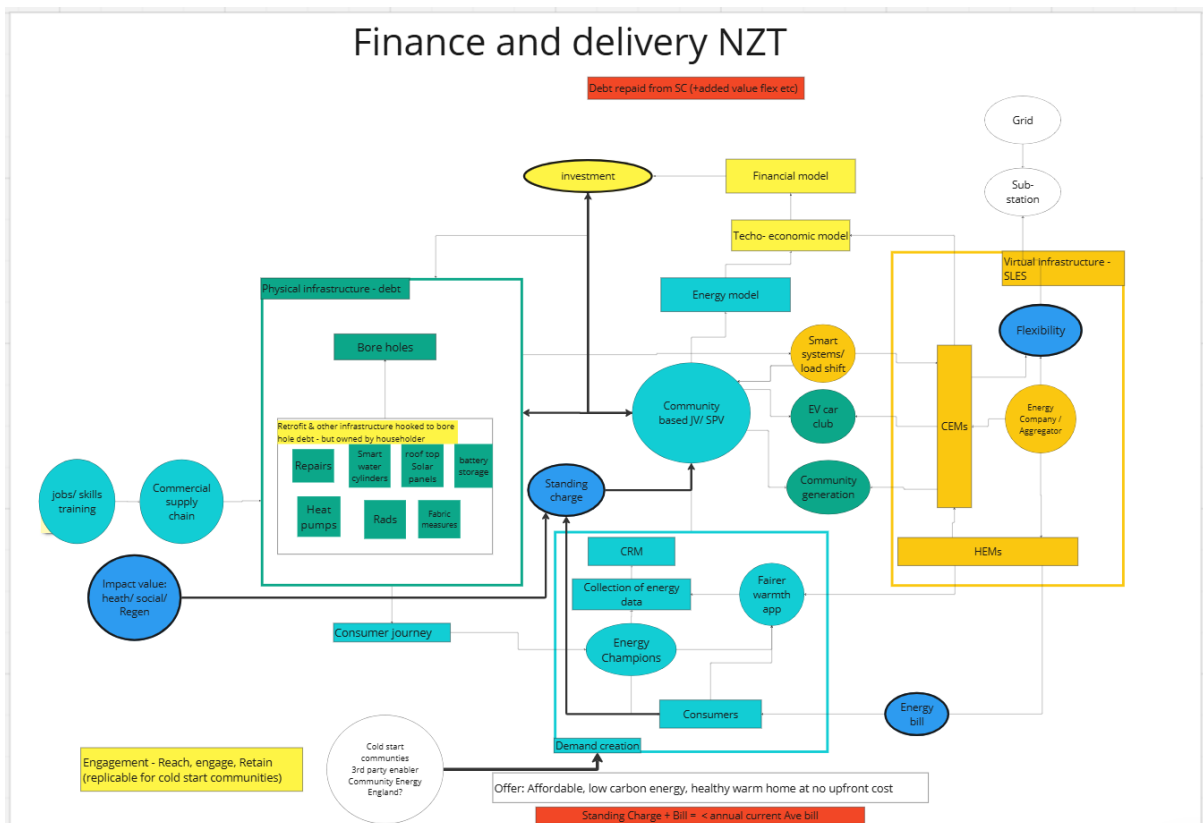 Finance and delivery NZT
Debt repaid from SC (+added value flex etc)
Grid
investment
Financial model
Sub-
station
Techo- economic model
Virtual infrastructure -
SLES
Physical infrastructure - debt
Energy model
Flexibility
Bore holes
Smart
systems/
load shift
Community
based JV/ SPV
EV car
club
CEMs
Energy
Company /
Aggregator
Retrofit & other infrastructure hooked to bore
hole debt - but owned by householder
Repairs
Smart
water
cylinders
roof top
Solar
panels
battery
storage
Heat
pumps
Rads
Fabric
measures
jobs/ skills
training
Commercial
supply
chain
Standing
charge
Community
generation
HEMs
Impact value:
heath/ social/
Regen
CRM
Collection of energy
data
Fairer
warmth
app
Consumer journey
Energy
Champions
Consumers
Energy
bill
Demand creation
Cold start
communties
3rd party enabler
Community Energy
England?
Engagement - Reach, engage, Retain
(replicable for cold start communities)
Offer: Affordable, low carbon energy, healthy warm home at no upfront cost
Standing Charge + Bill = < annual current Ave bill